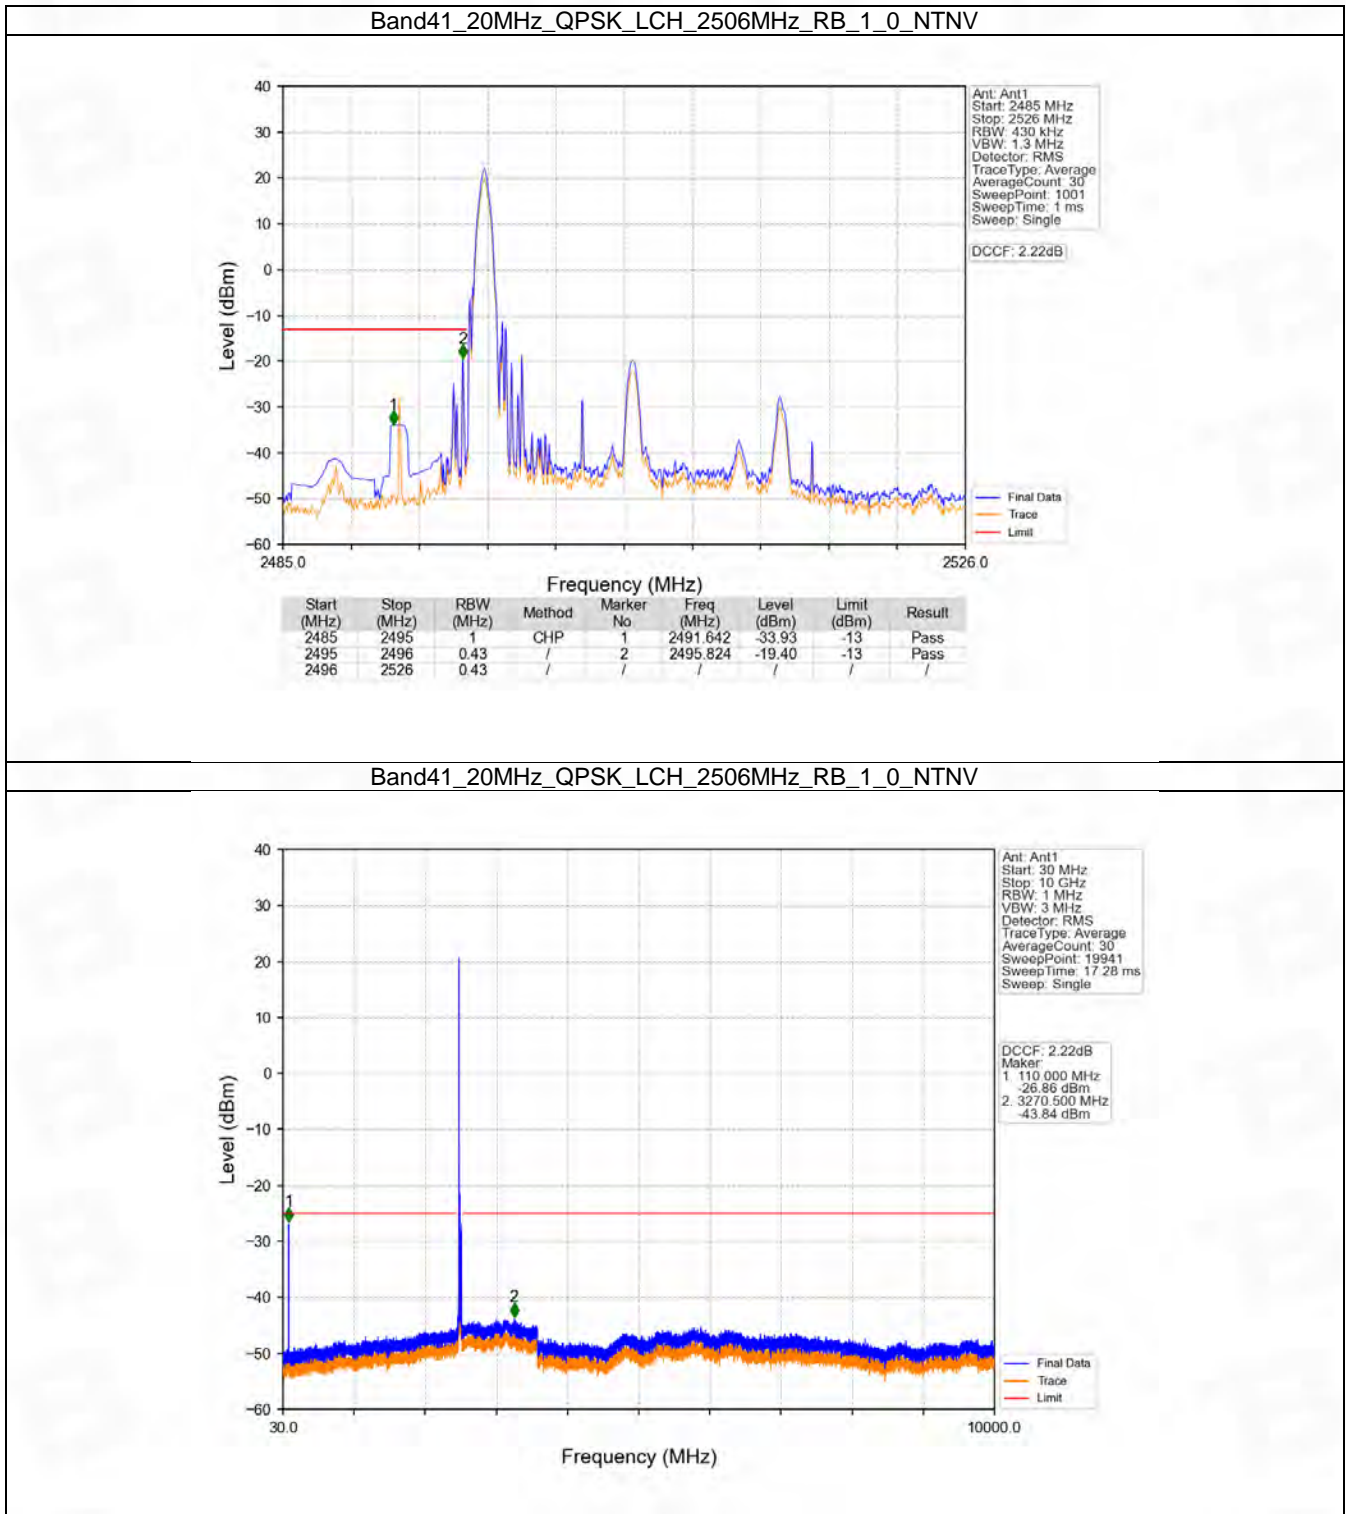 Band41_20MHz_QPSK_LCH_2506MHz_RB_1_0_NTNV
40
30
20
10
0
−10
−20
−30
−40
−50
−60
Level (dBm)
1
2
2485.0
2526.0
Frequency (MHz)
Ant: Ant1
Start: 2485 MHz
Stop: 2526 MHz
RBW: 430 kHz
VBW: 1.3 MHz
Detector: RMS
TraceType: Average
AverageCount: 30
SweepPoint: 1001
SweepTime: 1 ms
Sweep: Single
DCCF: 2.22dB
Final Data
Trace
Limit
Start (MHz) Stop (MHz) RBW (MHz) Method Marker No Freq (MHz) Level (dBm) Limit (dBm) Result
2485 2495 1 CHP 1 2491.642 -33.93 -13 Pass
2495 2496 0.43 / 2 2495.824 -19.40 -13 Pass
2496 2526 0.43 / / / / / /
Band41_20MHz_QPSK_LCH_2506MHz_RB_1_0_NTNV
40
30
20
10
0
−10
−20
−30
−40
−50
−60
Level (dBm)
1
2
30.0
10000.0
Frequency (MHz)
Ant: Ant1
Start: 30 MHz
Stop: 10 GHz
RBW: 1 MHz
VBW: 3 MHz
Detector: RMS
TraceType: Average
AverageCount: 30
SweepPoint: 19941
SweepTime: 17.28 ms
Sweep: Single
DCCF: 2.22dB
Maker:
1. 110.000 MHz
-26.86 dBm
2. 3270.500 MHz
-43.84 dBm
Final Data
Trace
Limit